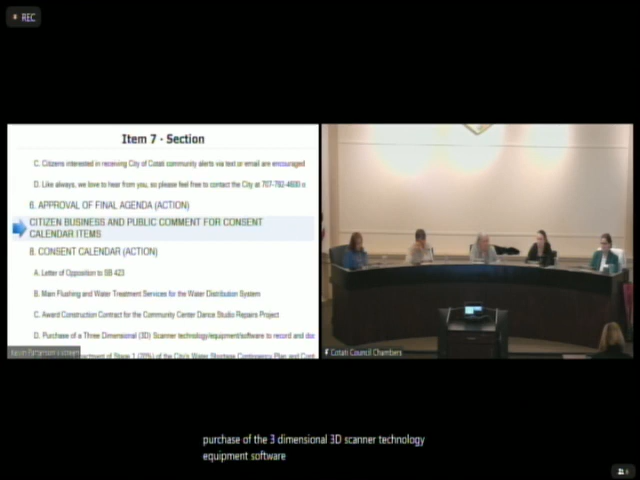 REC
Item 7 - Section
C. Citizens interested in receiving City of Cotati community alerts via text or email are encouraged
D. Like always, we love to hear from you, so please feel free to contact the City at 707-792-4600 o
6. APPROVAL OF FINAL AGENDA (ACTION)
CITIZEN BUSINESS AND PUBLIC COMMENT FOR CONSENT
CALENDAR ITEMS
8. CONSENT CALENDAR (ACTION)
A. Letter of Opposition to SB 423
B. Main Flushing and Water Treatment Services for the Water Distribution System
C. Award Construction Contract for the Community Center Dance Studio Repairs Project
D. Purchase of a Three Dimensional (3D) Scanner technology/equipment/software to record and doc
of Stage 1 (20%) of the City's Water Shortage Contingency Plan and Cont
Cotati Council Chambers
purchase of the 3 dimensional 3D scanner technology
equipment software